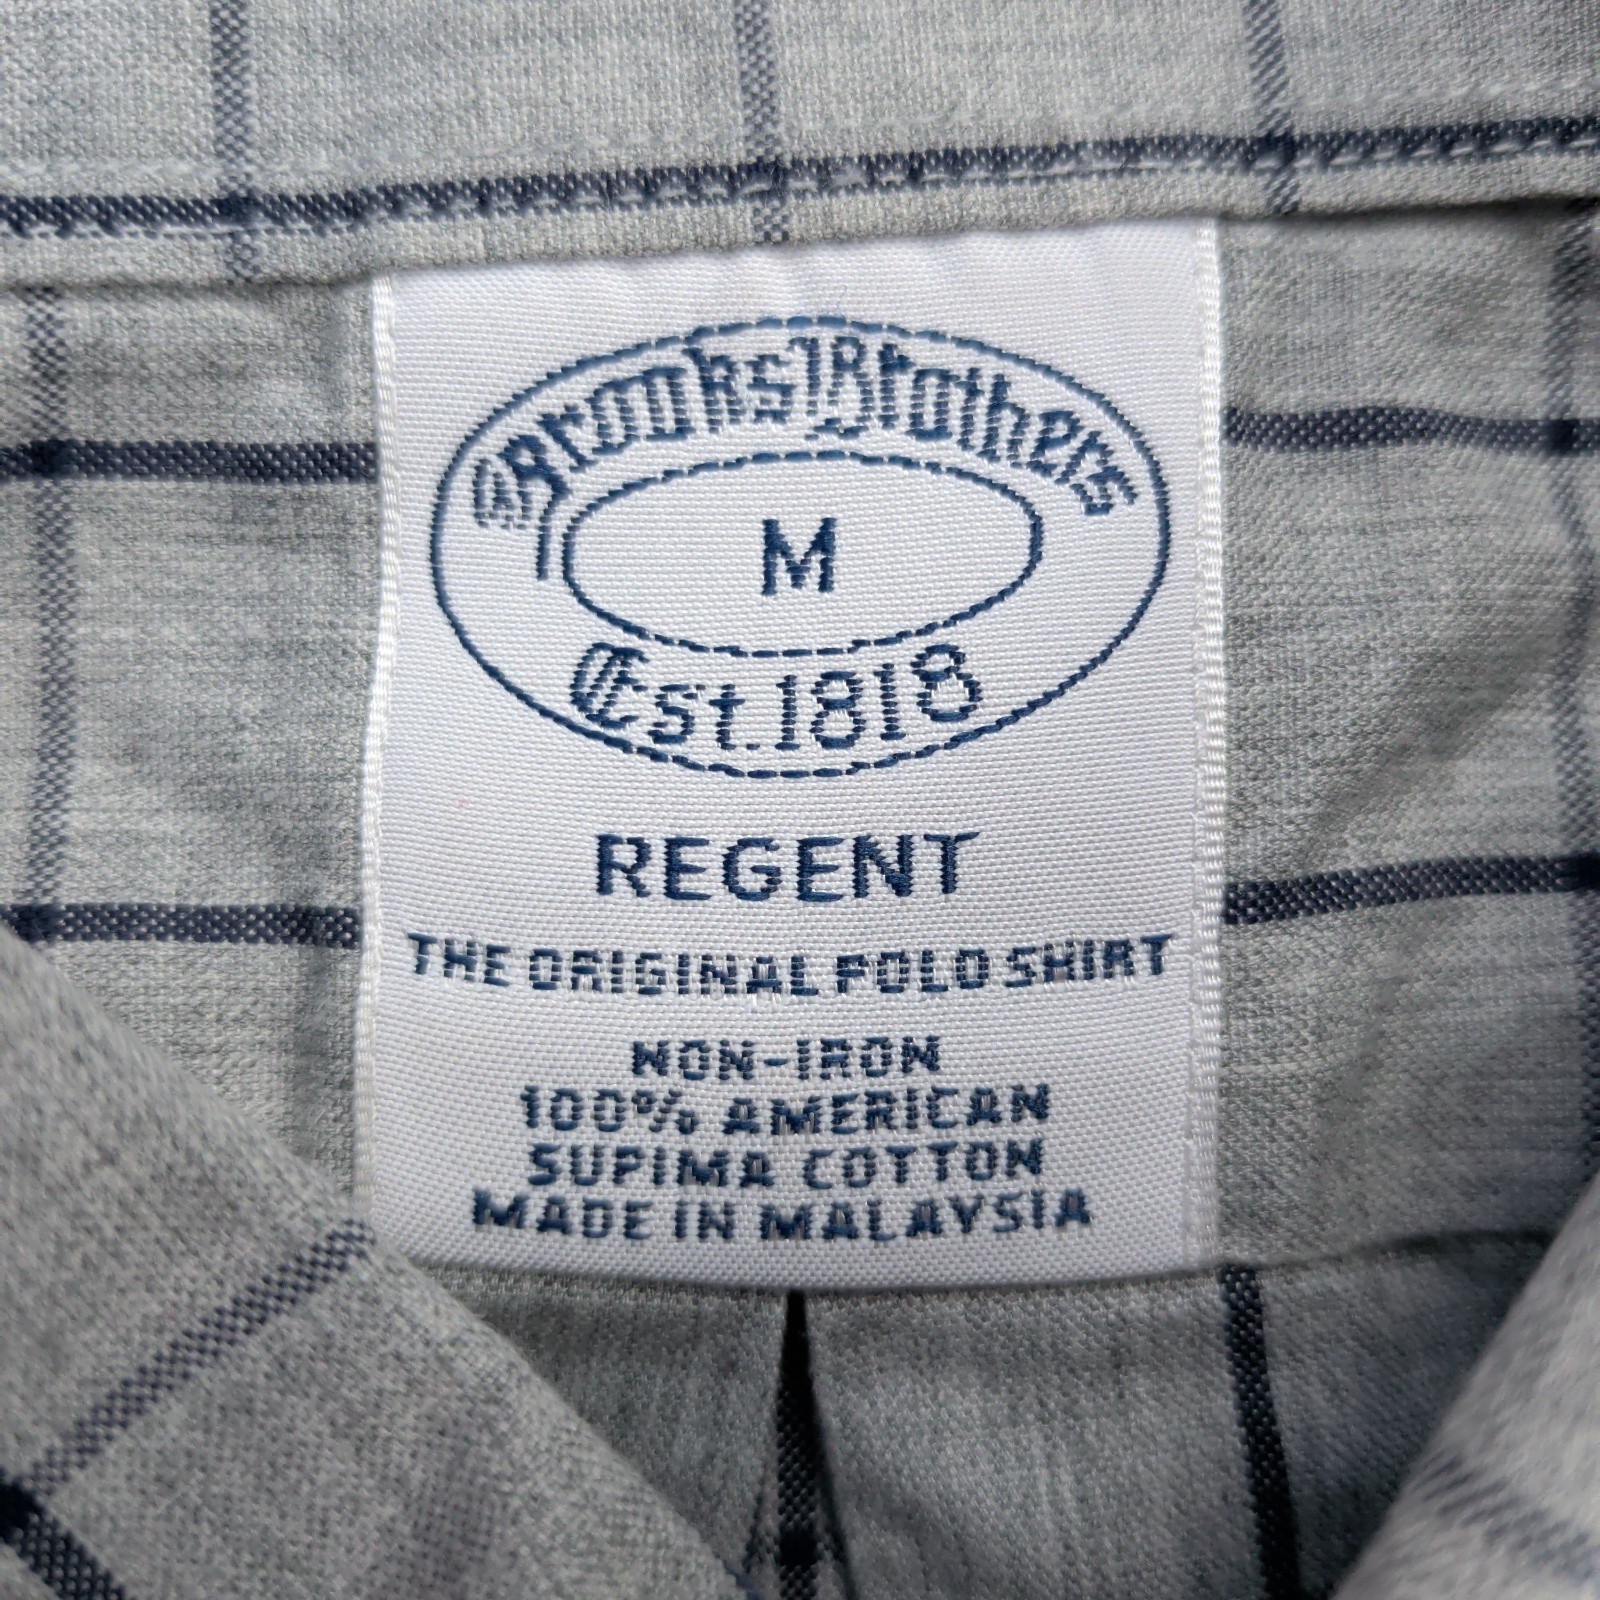 Brooks Brothers
M
Est. 1818
REGENT
THE ORIGINAL POLO SHIRT
NON-IRON
100% AMERICAN
SUPIMA COTTON
MADE IN MALAYSIA